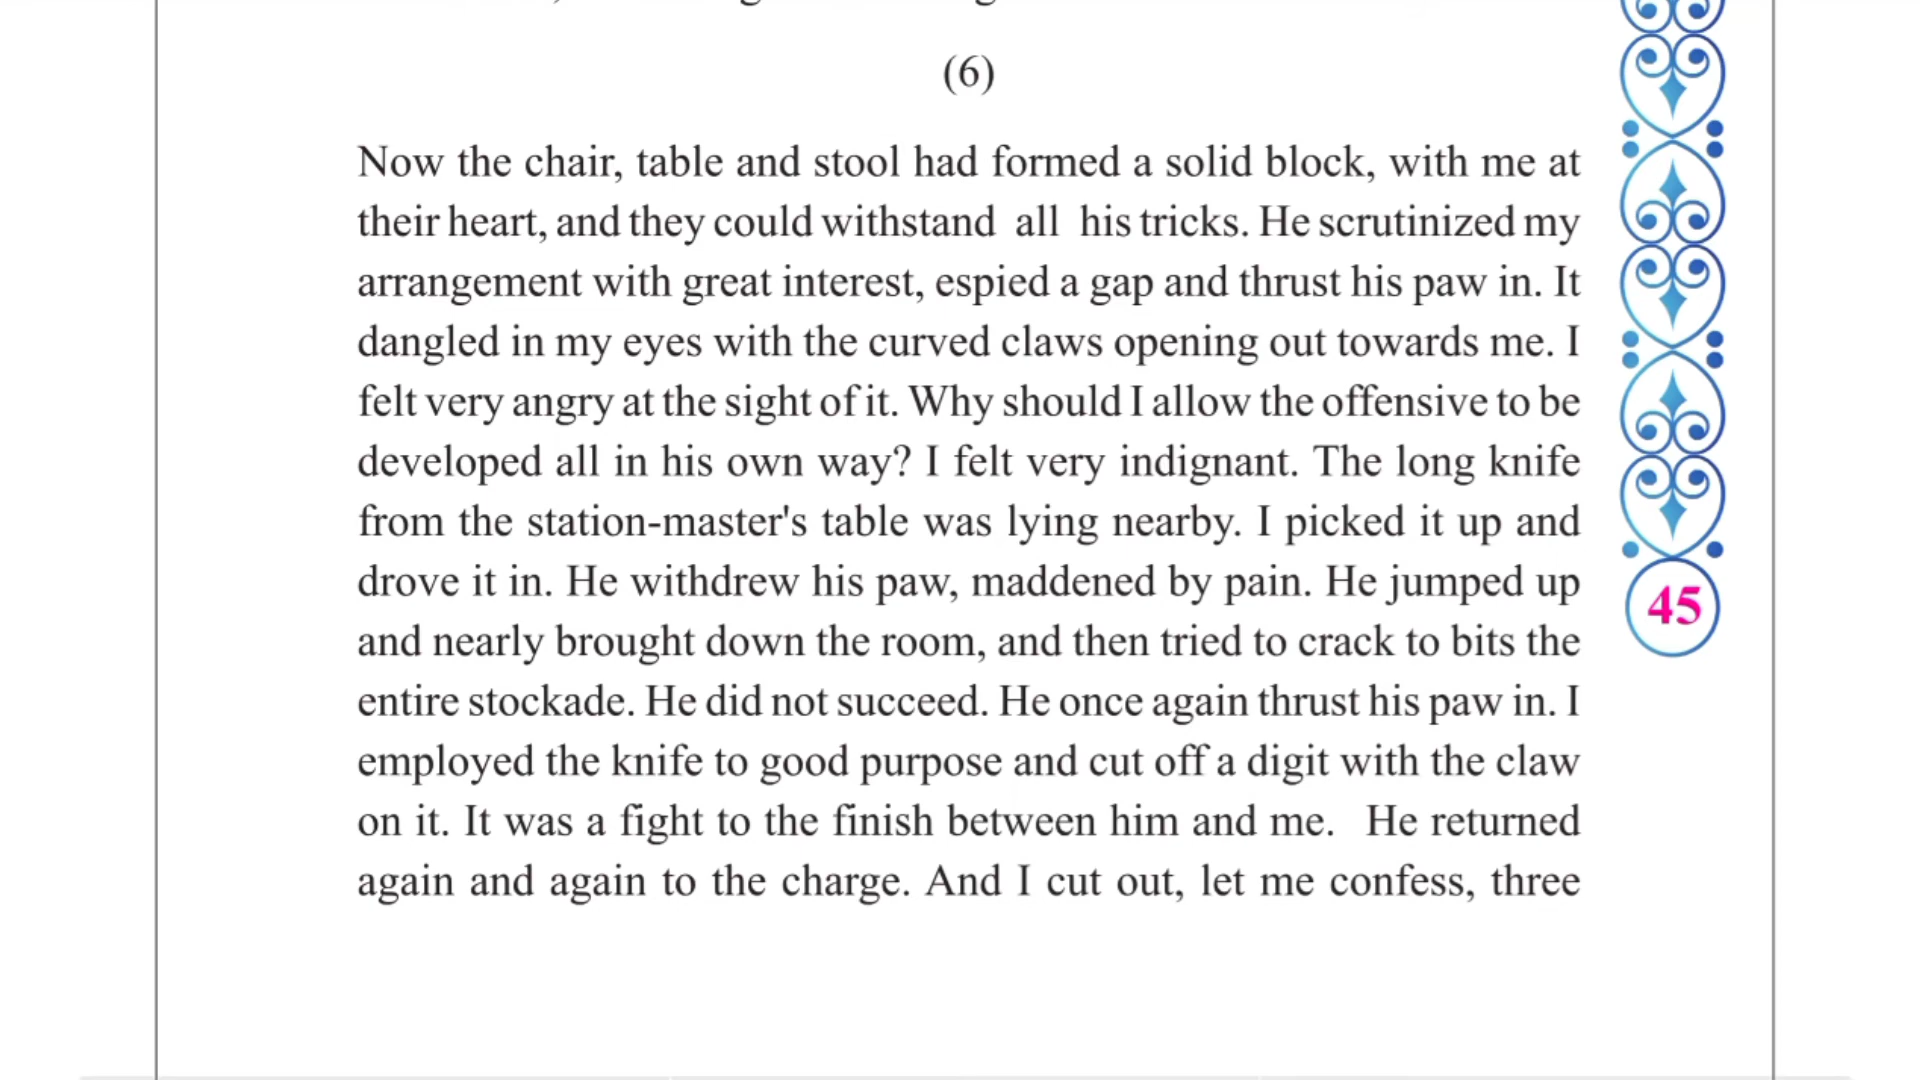 (6)
Now the chair, table and stool had formed a solid block, with me at
their heart, and they could withstand all his tricks. He scrutinized my
arrangement with great interest, espied a gap and thrust his paw in. It
dangled in my eyes with the curved claws opening out towards me. I
felt very angry at the sight of it. Why should I allow the offensive to be
developed all in his own way? I felt very indignant. The long knife
from the station-master's table was lying nearby. I picked it up and
drove it in. He withdrew his paw, maddened by pain. He jumped up
and nearly brought down the room, and then tried to crack to bits the
entire stockade. He did not succeed. He once again thrust his paw in. I
employed the knife to good purpose and cut off a digit with the claw
on it. It was a fight to the finish between him and me. He returned
again and again to the charge. And I cut out, let me confess, three
45